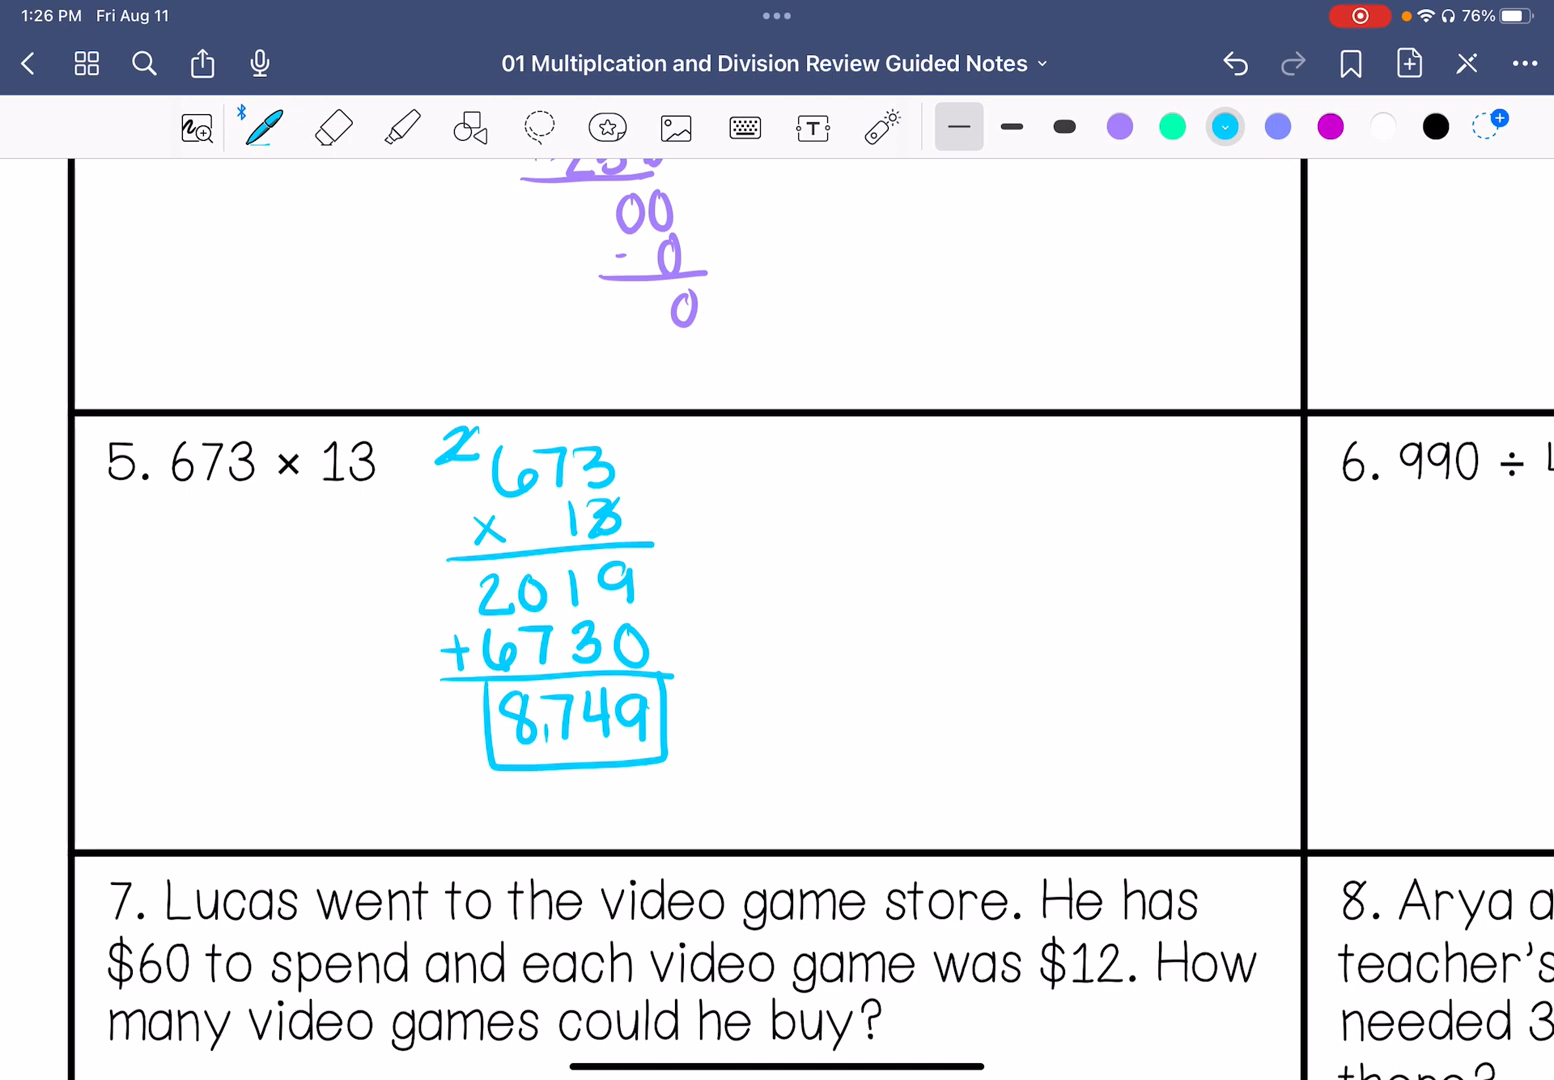 1:26 PM Fri Aug 11
76%
01 Multiplcation and Division Review Guided Notes
00
- 0
0
5. 673 × 13
2
673
x 13
2019
+6730
8,749
6. 990 ÷
7. Lucas went to the video game store. He has
$60 to spend and each video game was $12. How
many video games could he buy?
8. Arya a
teacher's
needed 3